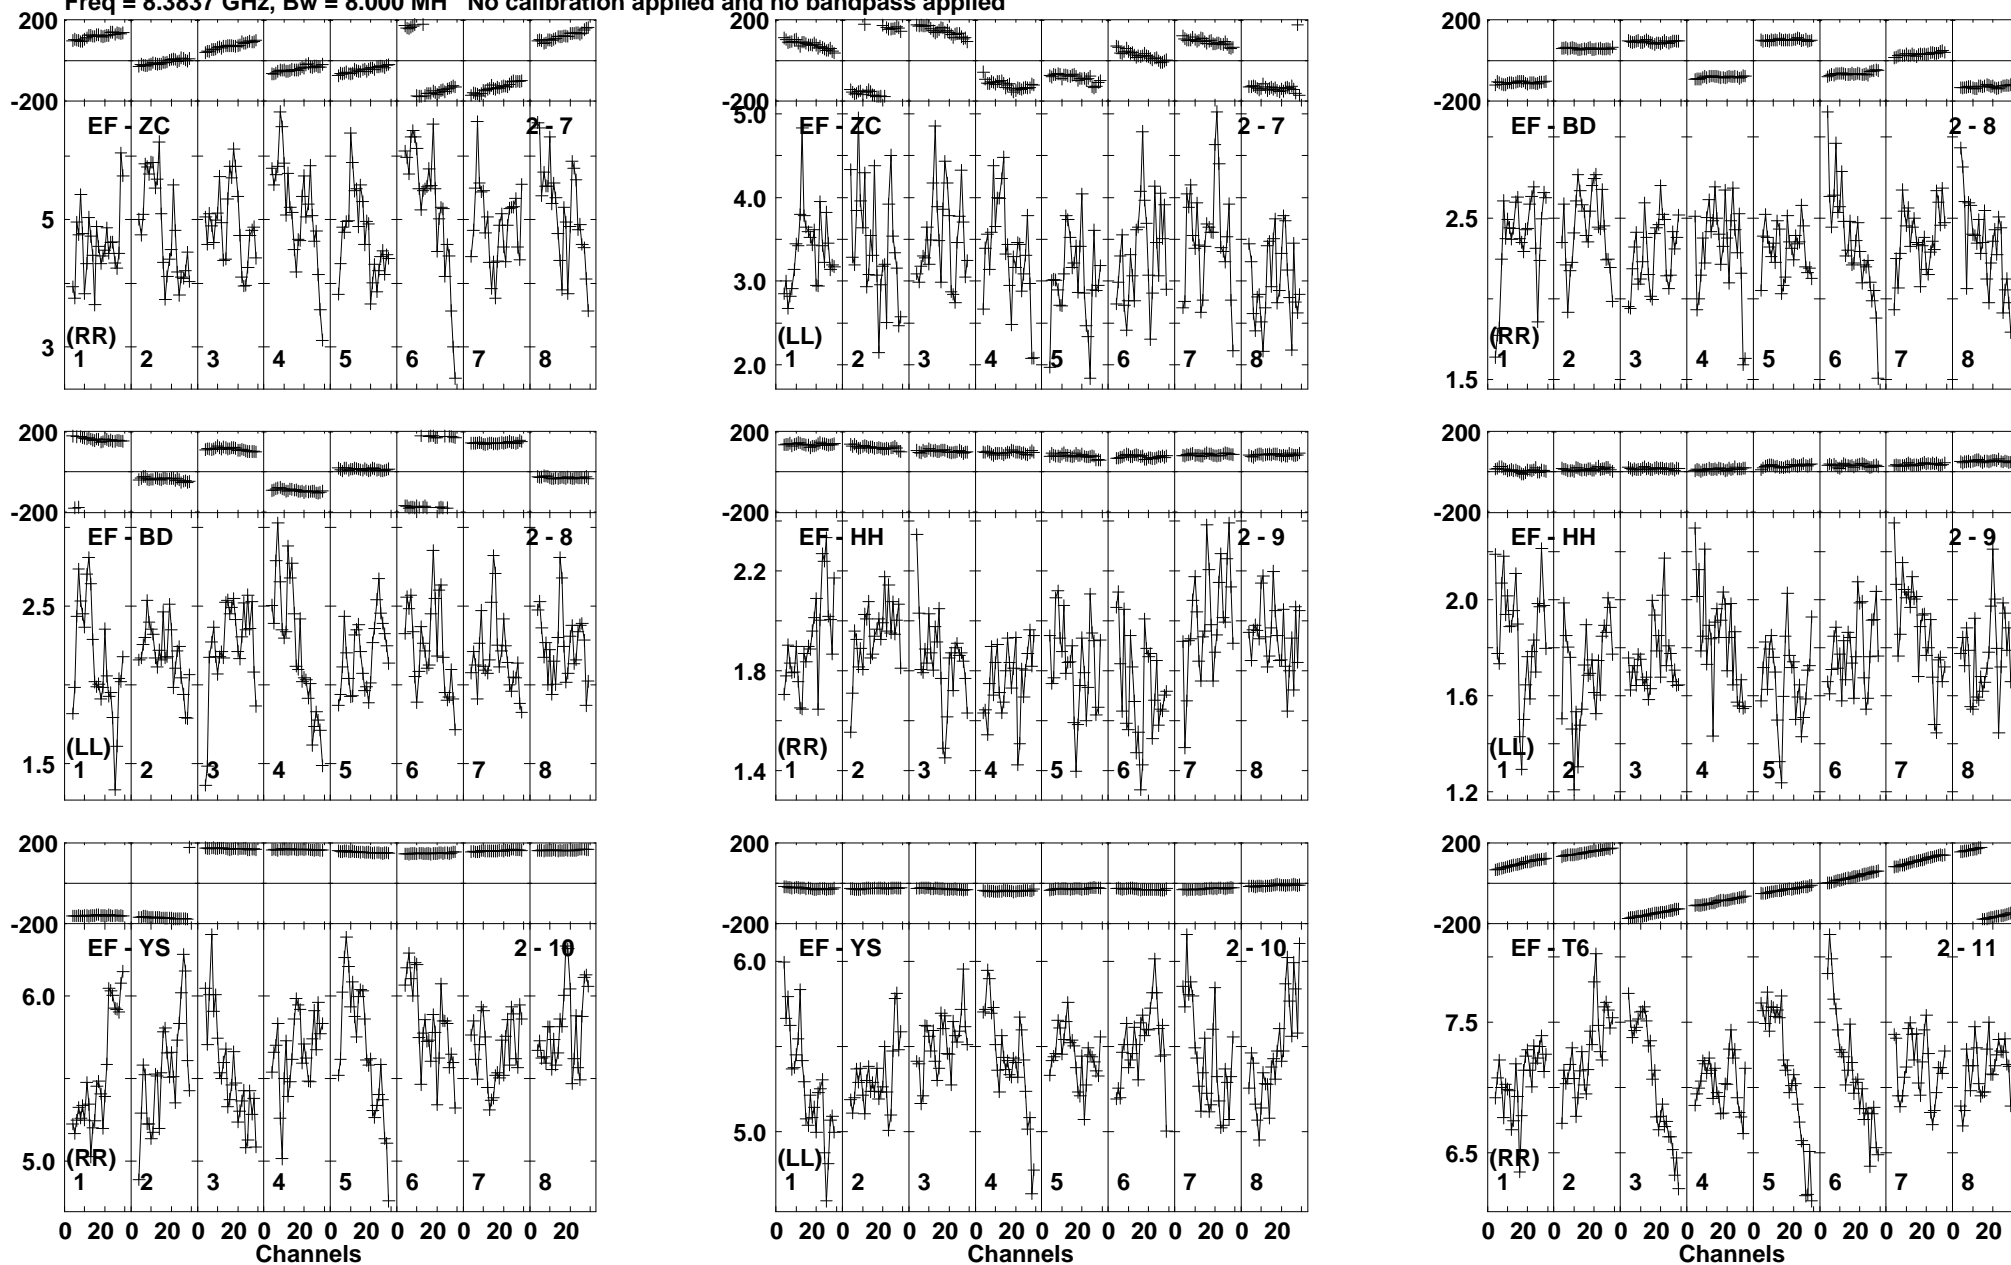 Freq = 8.3837 GHz, Bw = 8.000 MH No calibration applied and no bandpass applied
200
-200
EF - ZC 2 - 7
5
3
(RR)
1 2 3 4 5 6 7 8
-200
5.0
EF - ZC 2 - 7
4.0
3.0
2.0
(LL)
1 2 3 4 5 6 7 8
200
-200
EF - BD 2 - 8
2.5
1.5
(RR)
1 2 3 4 5 6 7 8
200
-200
EF - BD 2 - 8
2.5
1.5
(LL)
1 2 3 4 5 6 7 8
200
-200
EF - HH 2 - 9
2.2
1.8
1.4
(RR)
1 2 3 4 5 6 7 8
200
-200
EF - HH 2 - 9
2.0
1.6
1.2
(LL)
1 2 3 4 5 6 7 8
200
-200
EF - YS 2 - 10
6.0
5.0
(RR)
1 2 3 4 5 6 7 8
0 20 0 20 0 20 0 20 0 20 0 20 0 20 0 20
Channels
200
-200
EF - YS 2 - 10
6.0
5.0
(LL)
1 2 3 4 5 6 7 8
0 20 0 20 0 20 0 20 0 20 0 20 0 20 0 20
Channels
200
-200
EF - T6 2 - 11
7.5
6.5
(RR)
1 2 3 4 5 6 7 8
0 20 0 20 0 20 0 20 0 20 0 20 0 20 0 20
Channels